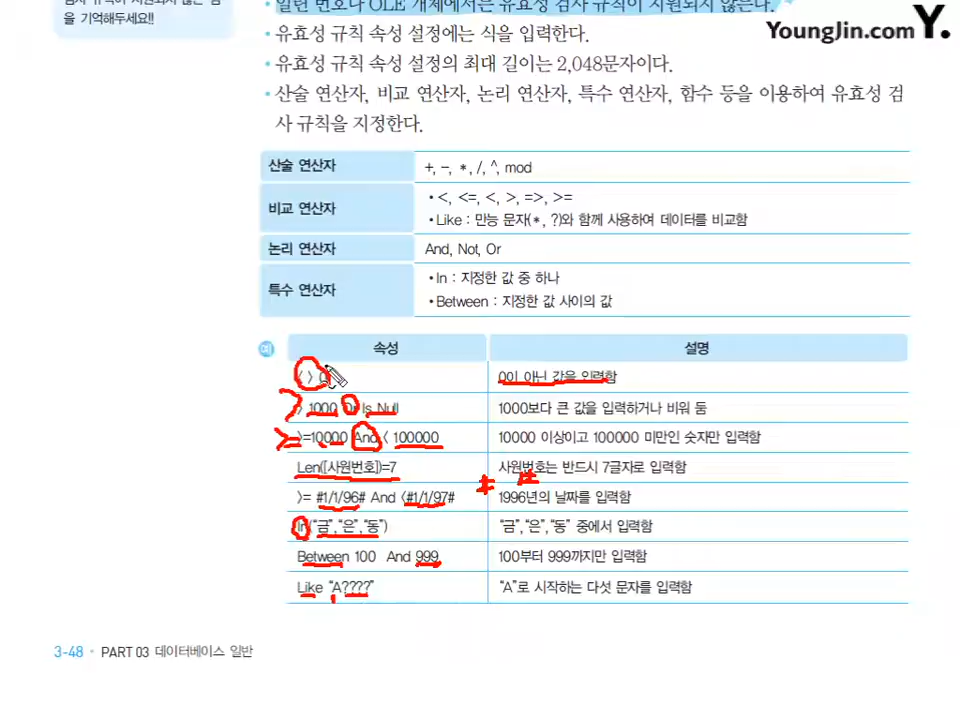 을 기억해두세요!!
• 일련 번호나 OLE 개체에서는 유효성 검사 규칙이 지원되지 않는다.
YoungJin.com Y.
• 유효성 규칙 속성 설정에는 식을 입력한다.
• 유효성 규칙 속성 설정의 최대 길이는 2,048문자이다.
• 산술 연산자, 비교 연산자, 논리 연산자, 특수 연산자, 함수 등을 이용하여 유효성 검
사 규칙을 지정한다.
산술 연산자 +, -, *, /, ^, mod
비교 연산자 • <, <=, <, >, =>, >=
• Like : 만능 문자(*, ?)와 함께 사용하여 데이터를 비교함
논리 연산자 And, Not, Or
특수 연산자 • In : 지정한 값 중 하나
• Between : 지정한 값 사이의 값
예 속성 설명
< > 0 0이 아닌 값을 입력함
> 1000 Or Is Null 1000보다 큰 값을 입력하거나 비워 둠
>=10000 And < 100000 10000 이상이고 100000 미만인 숫자만 입력함
Len([사원번호])=7 사원번호는 반드시 7글자로 입력함
>= #1/1/96# And <#1/1/97# 1996년의 날짜를 입력함
In("금", "은", "동") "금", "은", "동" 중에서 입력함
Between 100 And 999 100부터 999까지만 입력함
Like "A????" "A"로 시작하는 다섯 문자를 입력함
3-48 • PART 03 데이터베이스 일반